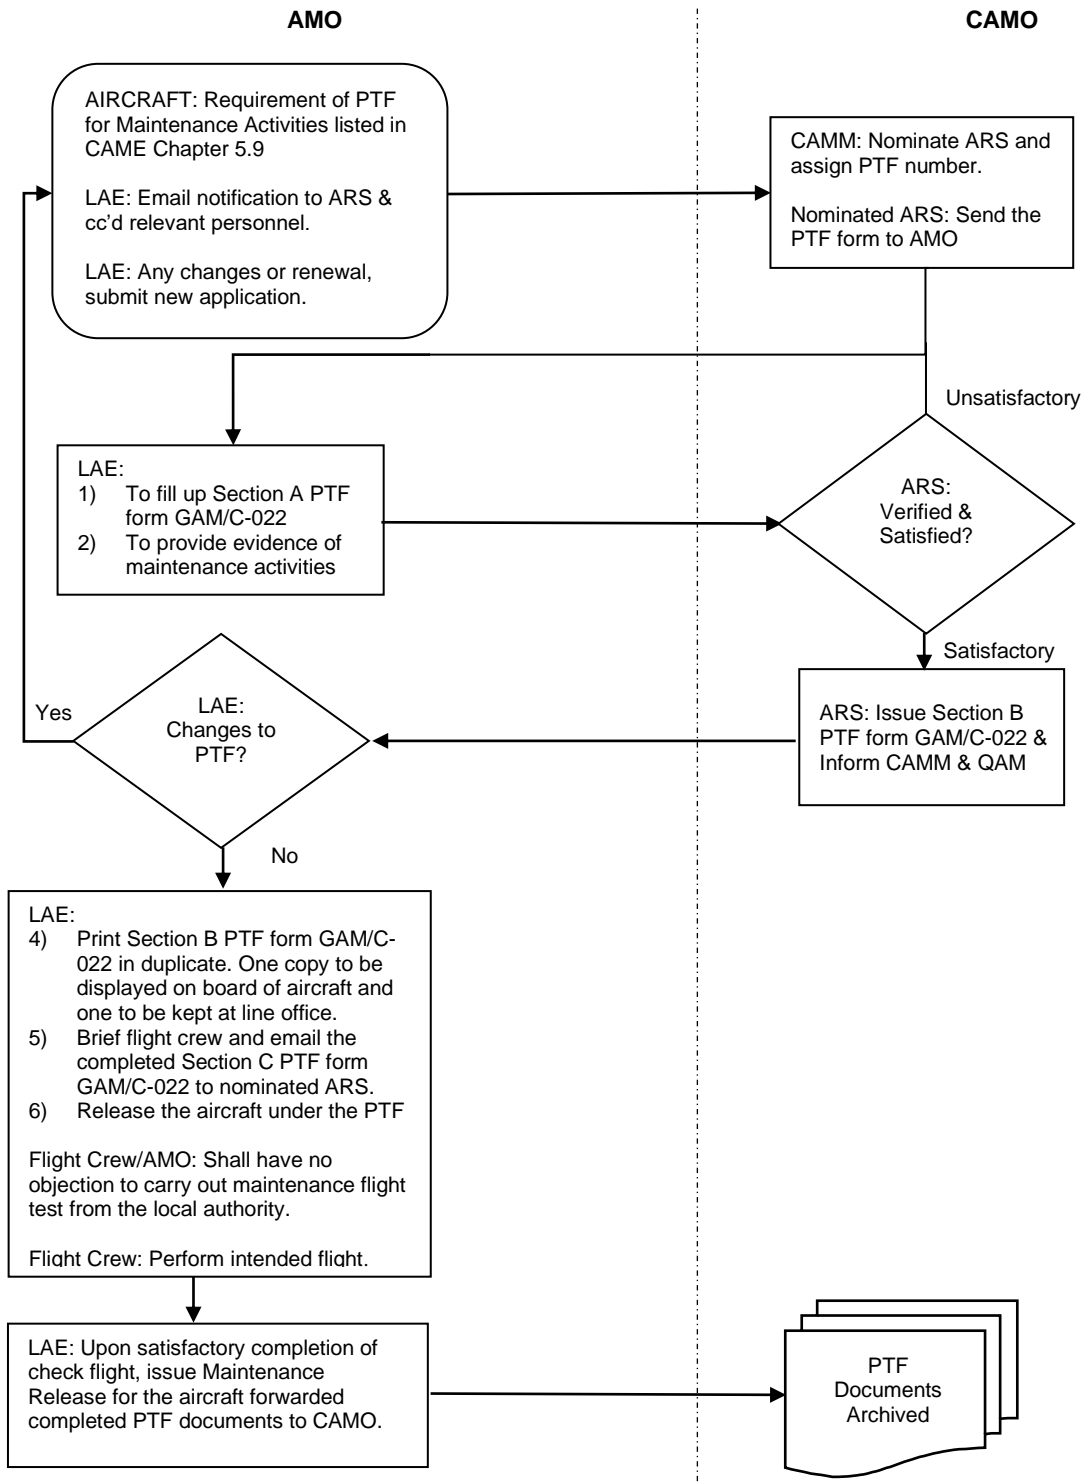 AMO
CAMO
AIRCRAFT: Requirement of PTF
for Maintenance Activities listed in
CAME Chapter 5.9
LAE: Email notification to ARS &
cc'd relevant personnel.
LAE: Any changes or renewal,
submit new application.
CAMM: Nominate ARS and
assign PTF number.
Nominated ARS: Send the
PTF form to AMO
Unsatisfactory
LAE:
1) To fill up Section A PTF
form GAM/C-022
2) To provide evidence of
maintenance activities
ARS:
Verified &
Satisfied?
Satisfactory
ARS: Issue Section B
PTF form GAM/C-022 &
Inform CAMM & QAM
Yes
LAE:
Changes to
PTF?
No
LAE:
4) Print Section B PTF form GAM/C-
022 in duplicate. One copy to be
displayed on board of aircraft and
one to be kept at line office.
5) Brief flight crew and email the
completed Section C PTF form
GAM/C-022 to nominated ARS.
6) Release the aircraft under the PTF
Flight Crew/AMO: Shall have no
objection to carry out maintenance flight
test from the local authority.
Flight Crew: Perform intended flight.
LAE: Upon satisfactory completion of
check flight, issue Maintenance
Release for the aircraft forwarded
completed PTF documents to CAMO.
PTF
Documents
Archived